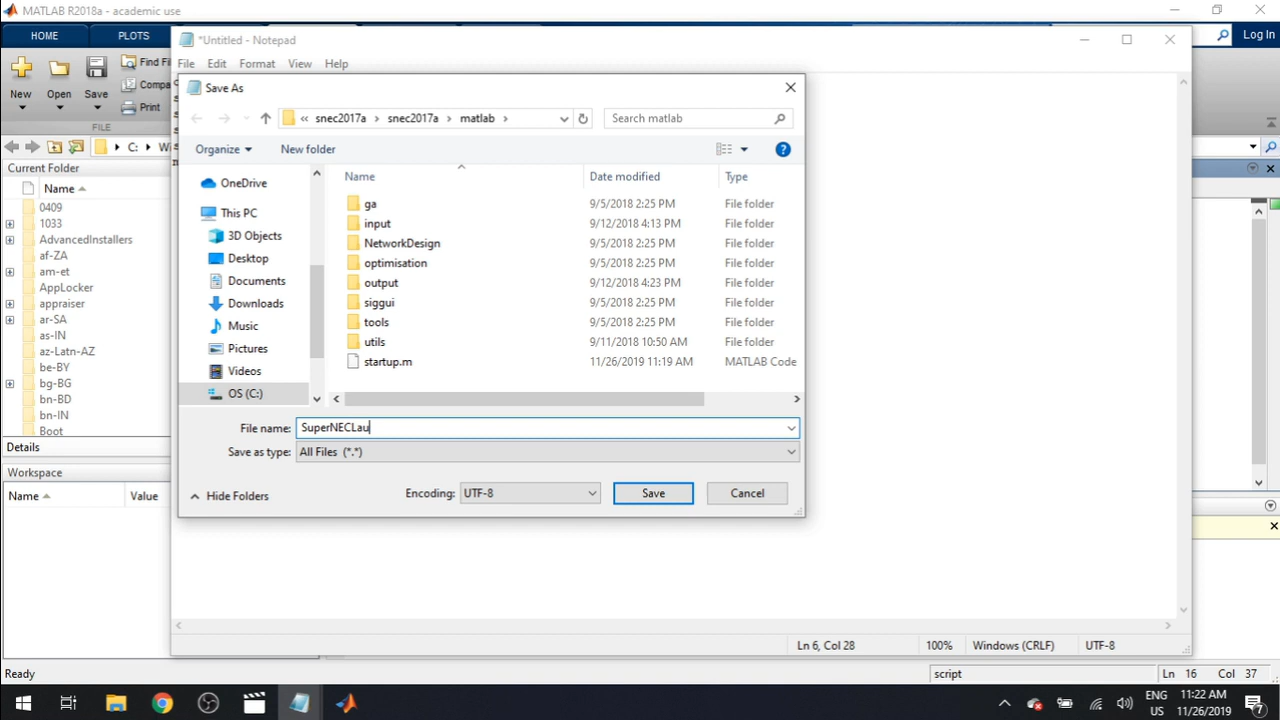 MATLAB R2018a - academic use
HOME
PLOTS
Log In
New
Open
Save
Find Fi
Compa
Print
FILE
C:
Current Folder
Name
0409
1033
AdvancedInstallers
af-ZA
am-et
AppLocker
appraiser
ar-SA
as-IN
az-Latn-AZ
be-BY
bg-BG
bn-BD
bn-IN
Boot
Details
Workspace
Name
Value
Ready
*Untitled - Notepad
File Edit Format View Help
Save As
« snec2017a › snec2017a › matlab ›
Search matlab
Organize
New folder
OneDrive
This PC
3D Objects
Desktop
Documents
Downloads
Music
Pictures
Videos
OS (C:)
Name Date modified Type
ga 9/5/2018 2:25 PM File folder
input 9/12/2018 4:13 PM File folder
NetworkDesign 9/5/2018 2:25 PM File folder
optimisation 9/5/2018 2:25 PM File folder
output 9/12/2018 4:23 PM File folder
siggui 9/5/2018 2:25 PM File folder
tools 9/5/2018 2:25 PM File folder
utils 9/11/2018 10:50 AM File folder
startup.m 11/26/2019 11:19 AM MATLAB Code
File name: SuperNECLau
Save as type: All Files (*.*)
Hide Folders
Encoding: UTF-8
Save
Cancel
Ln 6, Col 28
100%
Windows (CRLF)
UTF-8
script
Ln 16 Col 37
ENG
US
11:22 AM
11/26/2019
7